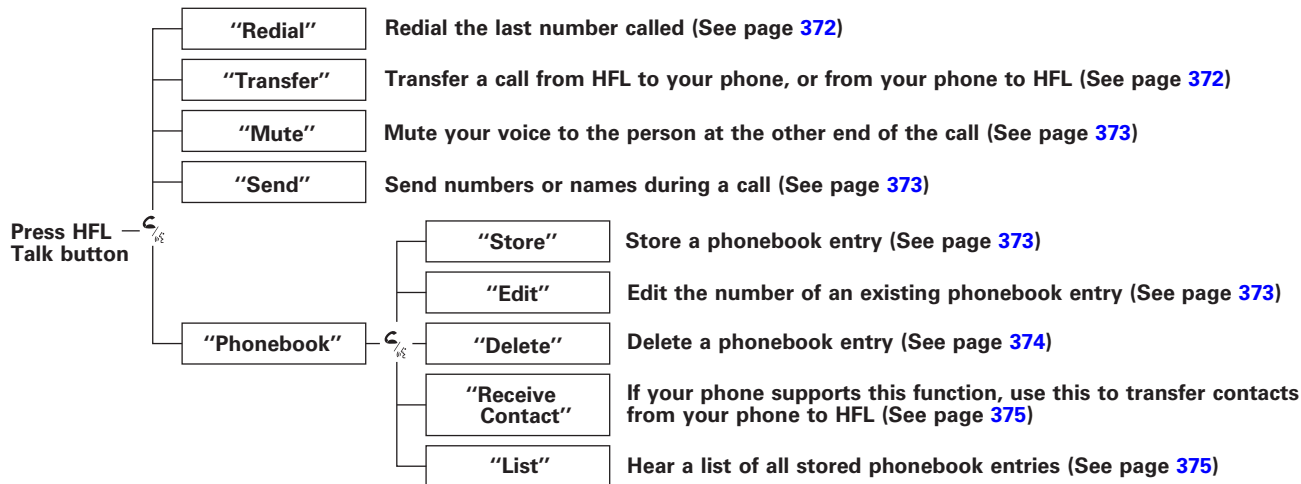 "Redial" Redial the last number called (See page 372)
"Transfer" Transfer a call from HFL to your phone, or from your phone to HFL (See page 372)
"Mute" Mute your voice to the person at the other end of the call (See page 373)
"Send" Send numbers or names during a call (See page 373)
Press HFL
Talk button
"Phonebook"
"Store" Store a phonebook entry (See page 373)
"Edit" Edit the number of an existing phonebook entry (See page 373)
"Delete" Delete a phonebook entry (See page 374)
"Receive
Contact"
If your phone supports this function, use this to transfer contacts
from your phone to HFL (See page 375)
"List" Hear a list of all stored phonebook entries (See page 375)